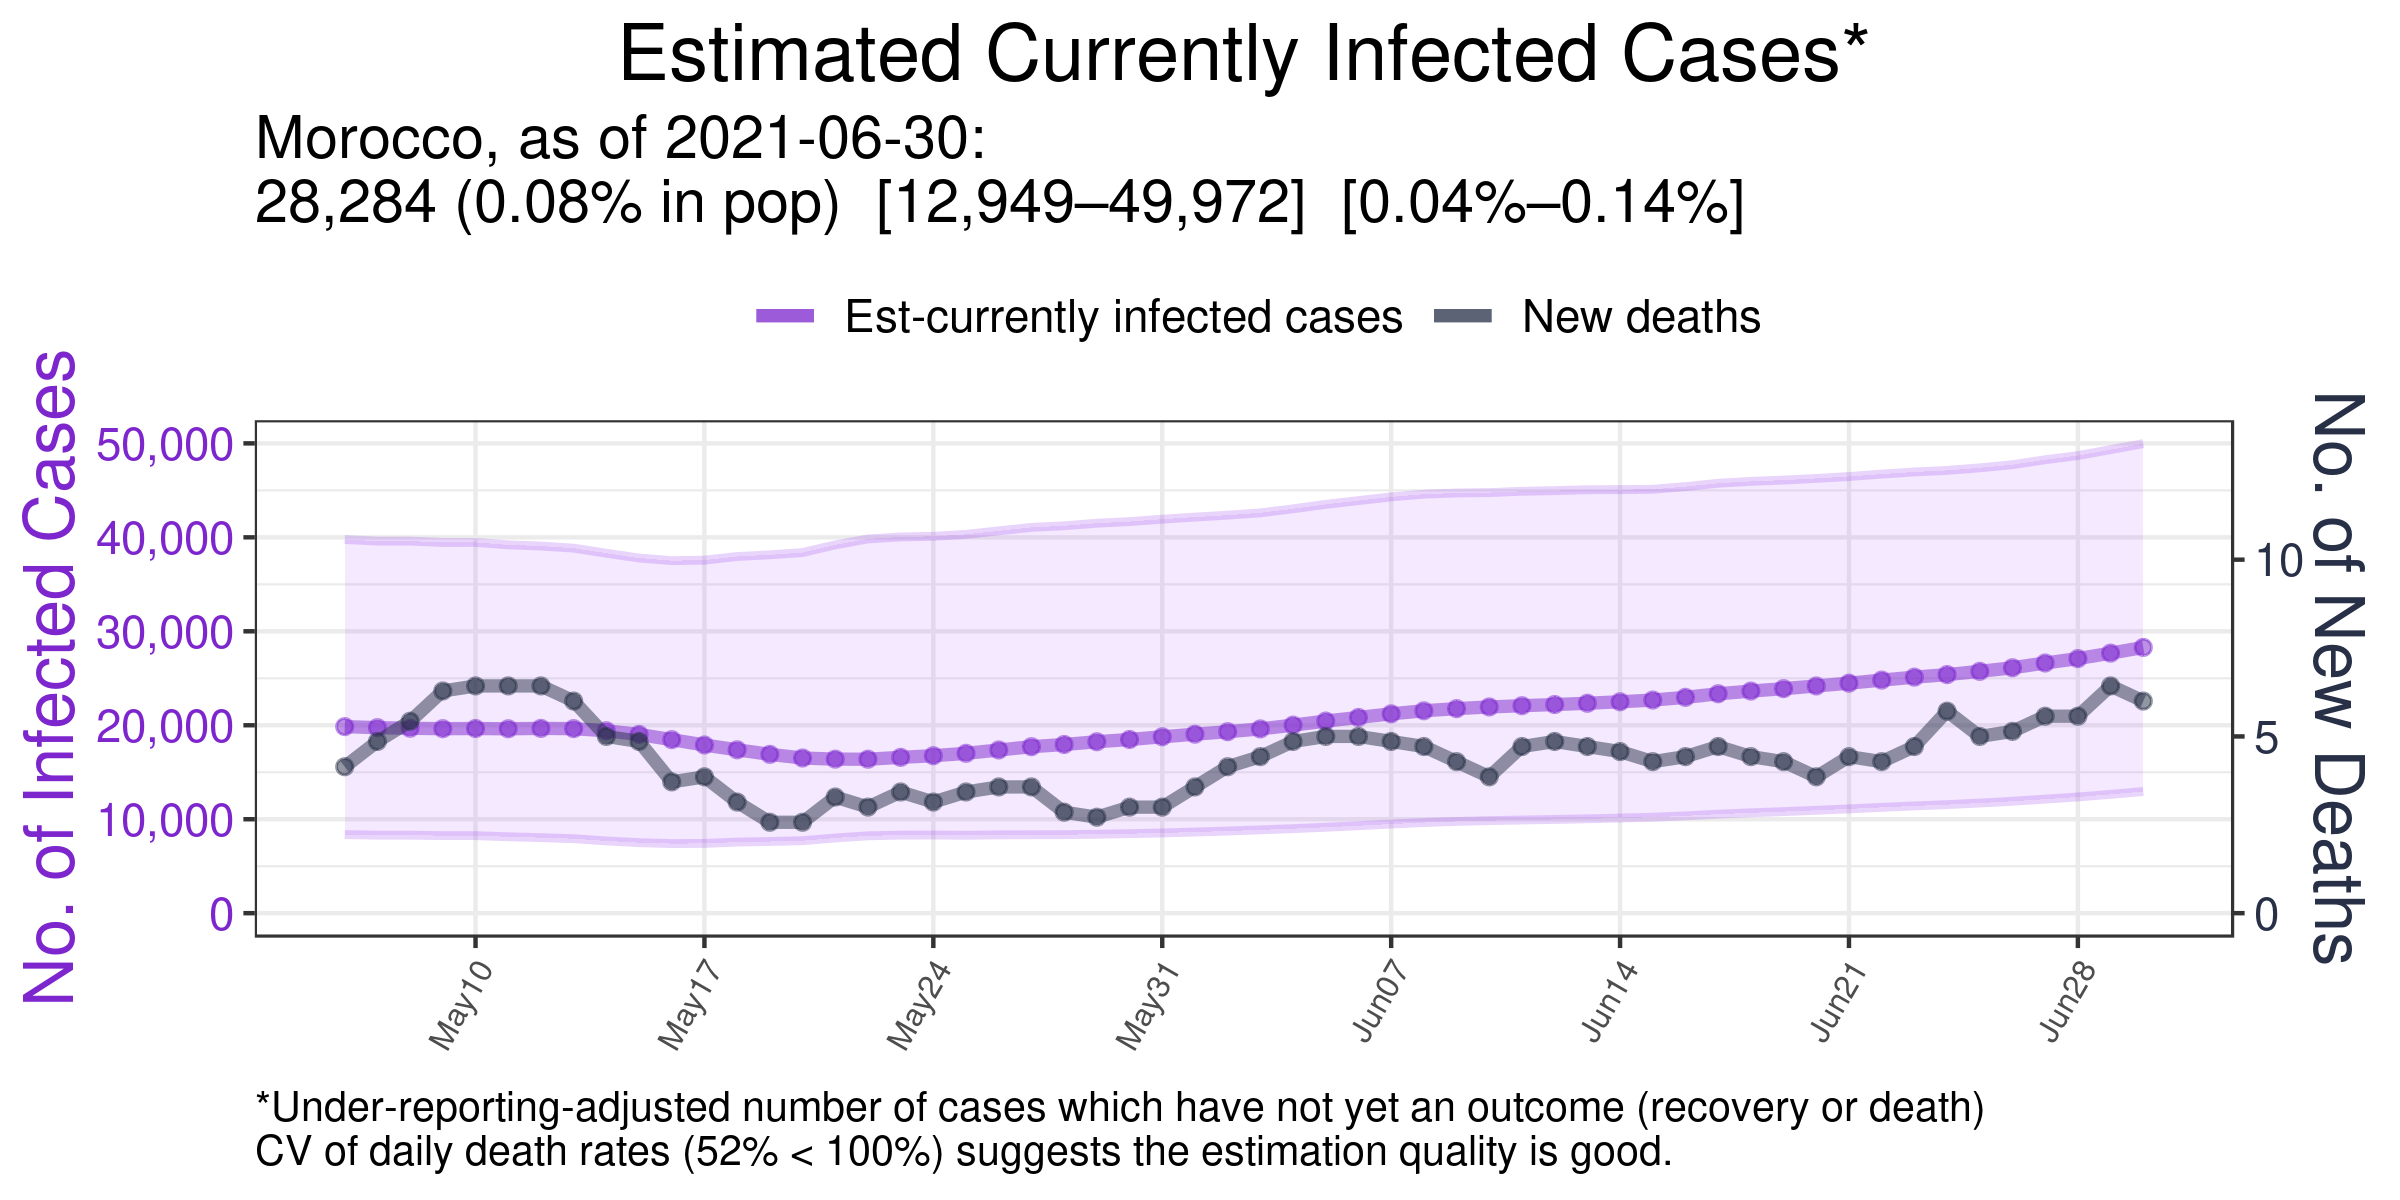 Estimated Currently Infected Cases*
Morocco, as of 2021-06-30:
28,284 (0.08% in pop)  [12,949–49,972]  [0.04%–0.14%]
Est-currently infected cases
New deaths
No. of Infected Cases
50,000
40,000
30,000
20,000
10,000
0
10
5
0
No. of New Deaths
May10
May17
May24
May31
Jun07
Jun14
Jun21
Jun28
*Under-reporting-adjusted number of cases which have not yet an outcome (recovery or death)
CV of daily death rates (52% < 100%) suggests the estimation quality is good.